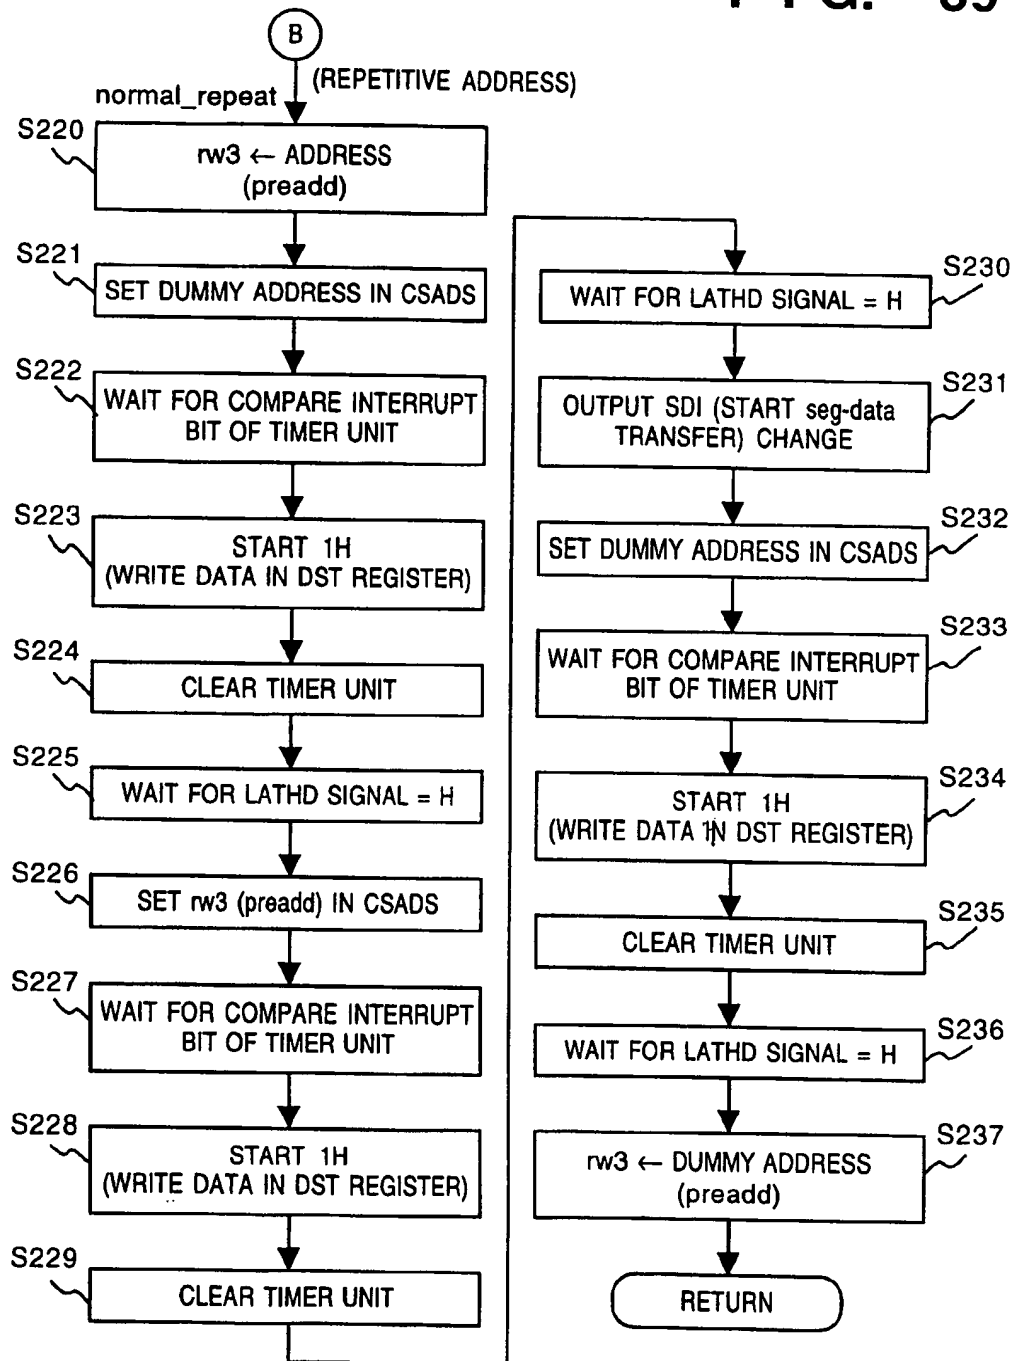 FIG. 89
B
(REPETITIVE ADDRESS)
normal_repeat
S220
rw3 ← ADDRESS
(preadd)
S221
SET DUMMY ADDRESS IN CSADS
S222
WAIT FOR COMPARE INTERRUPT
BIT OF TIMER UNIT
S223
START 1H
(WRITE DATA IN DST REGISTER)
S224
CLEAR TIMER UNIT
S225
WAIT FOR LATHD SIGNAL = H
S226
SET rw3 (preadd) IN CSADS
S227
WAIT FOR COMPARE INTERRUPT
BIT OF TIMER UNIT
S228
START 1H
(WRITE DATA IN DST REGISTER)
S229
CLEAR TIMER UNIT
S230
WAIT FOR LATHD SIGNAL = H
S231
OUTPUT SDI (START seg-data
TRANSFER) CHANGE
S232
SET DUMMY ADDRESS IN CSADS
S233
WAIT FOR COMPARE INTERRUPT
BIT OF TIMER UNIT
S234
START 1H
(WRITE DATA IN DST REGISTER)
S235
CLEAR TIMER UNIT
S236
WAIT FOR LATHD SIGNAL = H
S237
rw3 ← DUMMY ADDRESS
(preadd)
RETURN